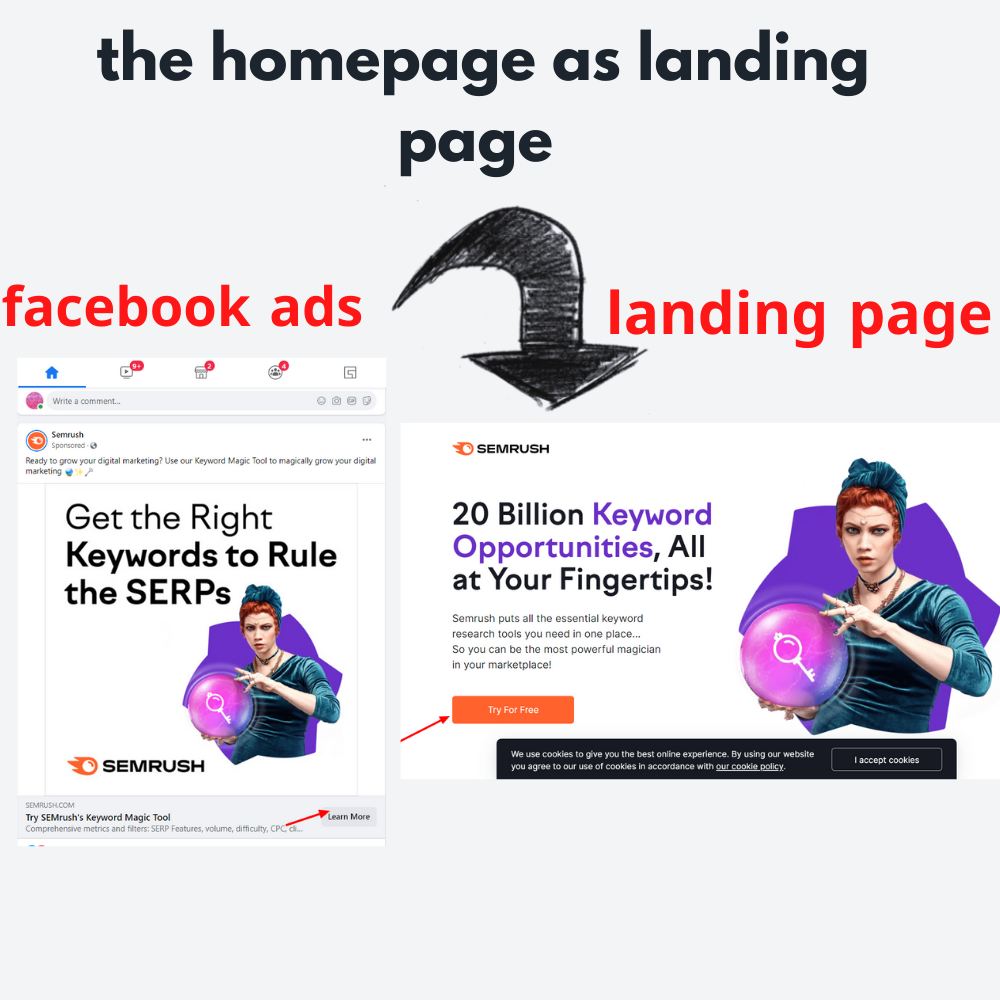 the homepage as landing
page
facebook ads
landing page
9+
2
4
Write a comment...
Semrush
Sponsored ·
Ready to grow your digital marketing? Use our Keyword Magic Tool to magically grow your digital
marketing
Get the Right
Keywords to Rule
the SERPs
SEMRUSH
SEMRUSH.COM
Try SEMrush's Keyword Magic Tool
Comprehensive metrics and filters: SERP Features, volume, difficulty, CPC, cli...
Learn More
SEMRUSH
20 Billion Keyword
Opportunities, All
at Your Fingertips!
Semrush puts all the essential keyword
research tools you need in one place...
So you can be the most powerful magician
in your marketplace!
Try For Free
We use cookies to give you the best online experience. By using our website
you agree to our use of cookies in accordance with our cookie policy.
I accept cookies